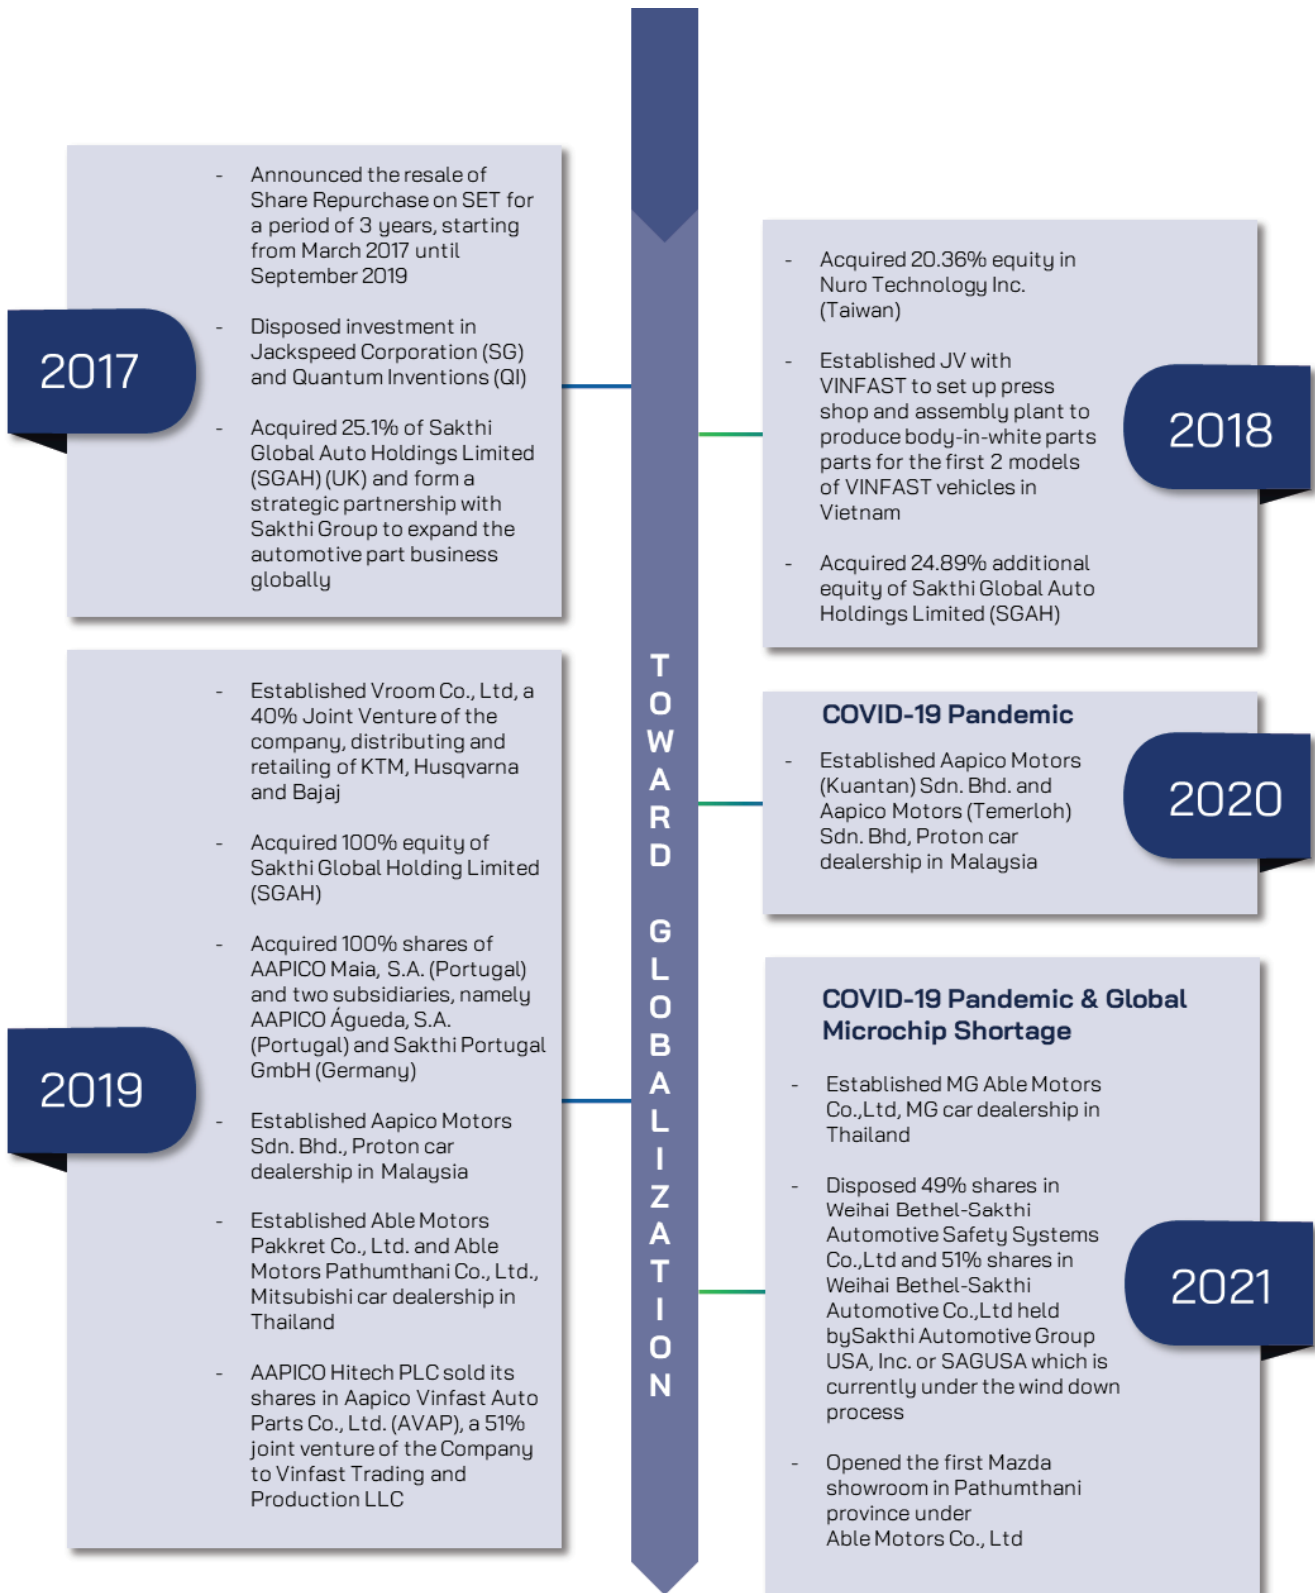 2017
- Announced the resale of
Share Repurchase on SET for
a period of 3 years, starting
from March 2017 until
September 2019
- Disposed investment in
Jackspeed Corporation (SG)
and Quantum Inventions (QI)
- Acquired 25.1% of Sakthi
Global Auto Holdings Limited
(SGAH) (UK) and form a
strategic partnership with
Sakthi Group to expand the
automotive part business
globally
2018
- Acquired 20.36% equity in
Nuro Technology Inc.
(Taiwan)
- Established JV with
VINFAST to set up press
shop and assembly plant to
produce body-in-white parts
parts for the first 2 models
of VINFAST vehicles in
Vietnam
- Acquired 24.89% additional
equity of Sakthi Global Auto
Holdings Limited (SGAH)
TOWARD GLOBALIZATION
2019
- Established Vroom Co., Ltd, a
40% Joint Venture of the
company, distributing and
retailing of KTM, Husqvarna
and Bajaj
- Acquired 100% equity of
Sakthi Global Holding Limited
(SGAH)
- Acquired 100% shares of
AAPICO Maia, S.A. (Portugal)
and two subsidiaries, namely
AAPICO Águeda, S.A.
(Portugal) and Sakthi Portugal
GmbH (Germany)
- Established Aapico Motors
Sdn. Bhd., Proton car
dealership in Malaysia
- Established Able Motors
Pakkret Co., Ltd. and Able
Motors Pathumthani Co., Ltd.,
Mitsubishi car dealership in
Thailand
- AAPICO Hitech PLC sold its
shares in Aapico Vinfast Auto
Parts Co., Ltd. (AVAP), a 51%
joint venture of the Company
to Vinfast Trading and
Production LLC
2020
COVID-19 Pandemic
- Established Aapico Motors
(Kuantan) Sdn. Bhd. and
Aapico Motors (Temerloh)
Sdn. Bhd, Proton car
dealership in Malaysia
2021
COVID-19 Pandemic & Global
Microchip Shortage
- Established MG Able Motors
Co.,Ltd, MG car dealership in
Thailand
- Disposed 49% shares in
Weihai Bethel-Sakthi
Automotive Safety Systems
Co.,Ltd and 51% shares in
Weihai Bethel-Sakthi
Automotive Co.,Ltd held
bySakthi Automotive Group
USA, Inc. or SAGUSA which is
currently under the wind down
process
- Opened the first Mazda
showroom in Pathumthani
province under
Able Motors Co., Ltd